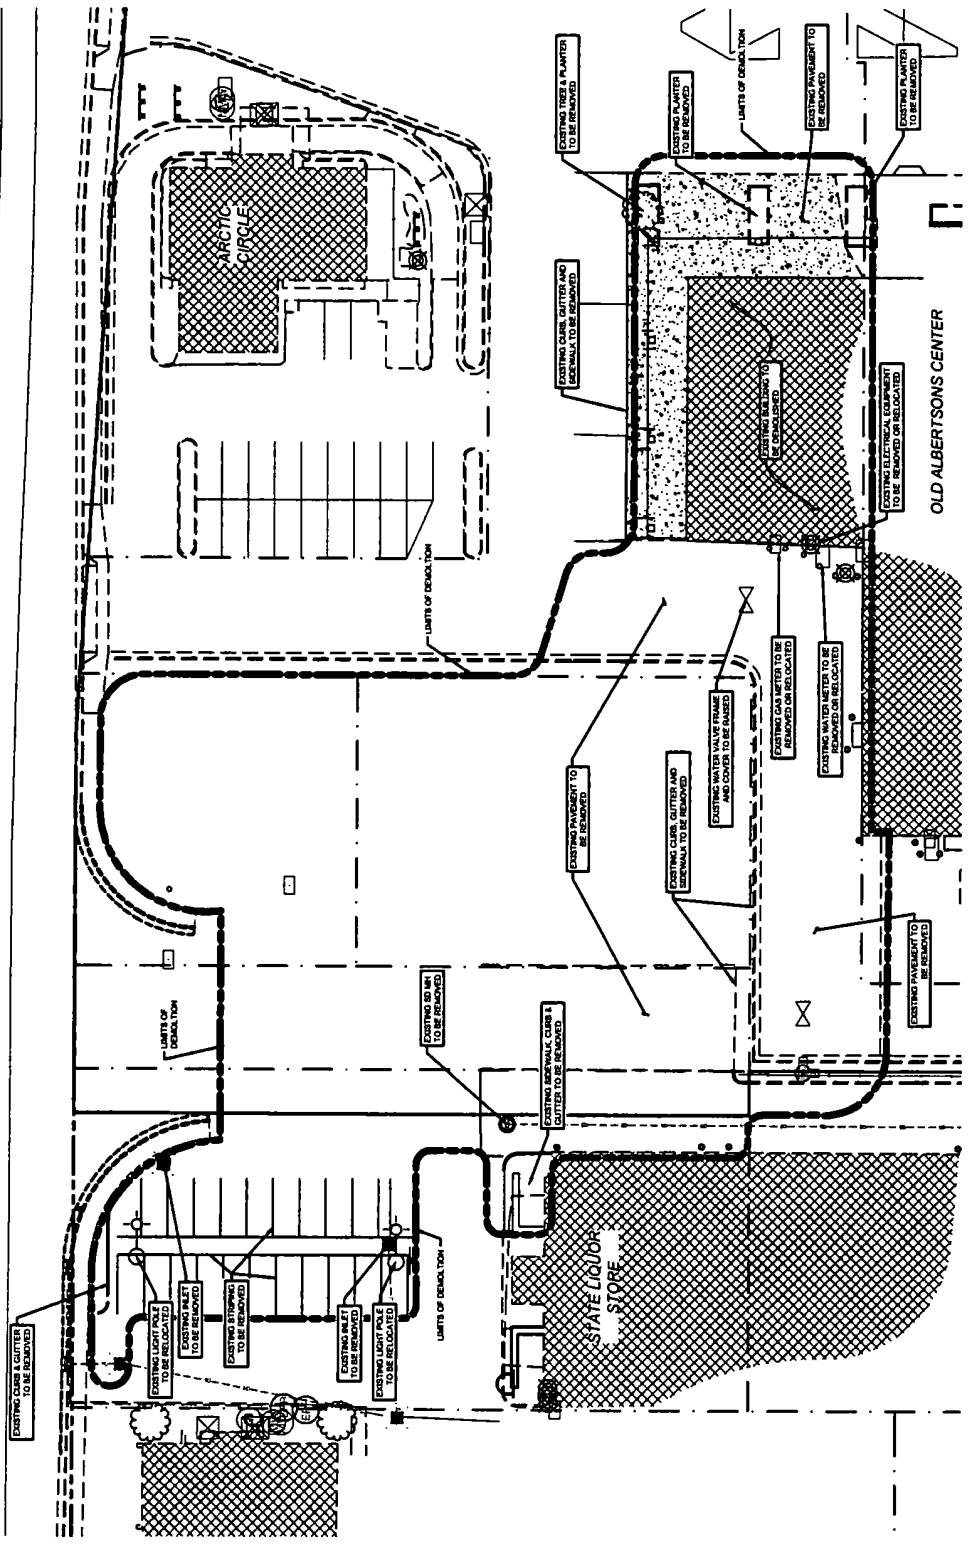 EXISTING TREE & PLANTER
TO BE REMOVED
EXISTING PLANTER
TO BE REMOVED
LIMITS OF DEMOLITION
EXISTING PAVEMENT TO
BE REMOVED
EXISTING PLANTER
TO BE REMOVED
ARCTIC
CIRCLE
EXISTING CURB, GUTTER AND
SIDEWALK TO BE REMOVED
EXISTING BUILDING TO
BE DEMOLISHED
EXISTING ELECTRICAL EQUIPMENT
TO BE REMOVED OR RELOCATED
OLD ALBERTSONS CENTER
LIMITS OF DEMOLTION
EXISTING GAS METER TO BE
REMOVED OR RELOCATED
EXISTING WATER METER TO BE
REMOVED OR RELOCATED
EXISTING WATER VALVE FRAME
AND COVER TO BE RAISED
EXISTING PAVEMENT TO
BE REMOVED
EXISTING CURB, GUTTER AND
SIDEWALK TO BE REMOVED
EXISTING PAVEMENT TO
BE REMOVED
LIMITS OF
DEMOLITION
EXISTING SD MH
TO BE REMOVED
EXISTING SIDEWALK, CURB &
GUTTER TO BE REMOVED
STATE LIQUOR
STORE
LIMITS OF DEMOLTION
EXISTING CURB & GUTTER
TO BE REMOVED
EXISTING LIGHT POLE
TO BE RELOCATED
EXISTING INLET
TO BE REMOVED
EXISTING STRIPING
TO BE REMOVED
EXISTING INLET
TO BE REMOVED
EXISTING LIGHT POLE
TO BE RELOCATED